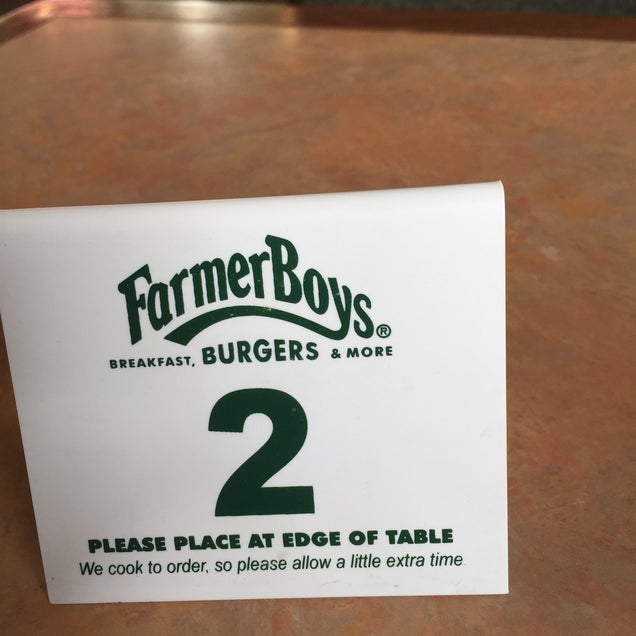 FarmerBoys®
BREAKFAST, BURGERS & MORE
2
PLEASE PLACE AT EDGE OF TABLE
We cook to order, so please allow a little extra time